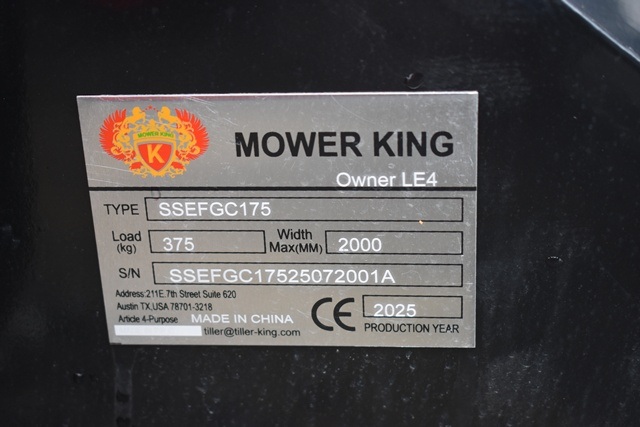 MOWER KING
K
MOWER KING
Owner LE4
TYPE SSEFGC175
Load (kg) 375 Width Max(MM) 2000
S/N SSEFGC17525072001A
Address:211E.7th Street Suite 620
Austin TX,USA 78701-3218
Article 4-Purpose MADE IN CHINA
tiller@tiller-king.com
CE 2025
PRODUCTION YEAR